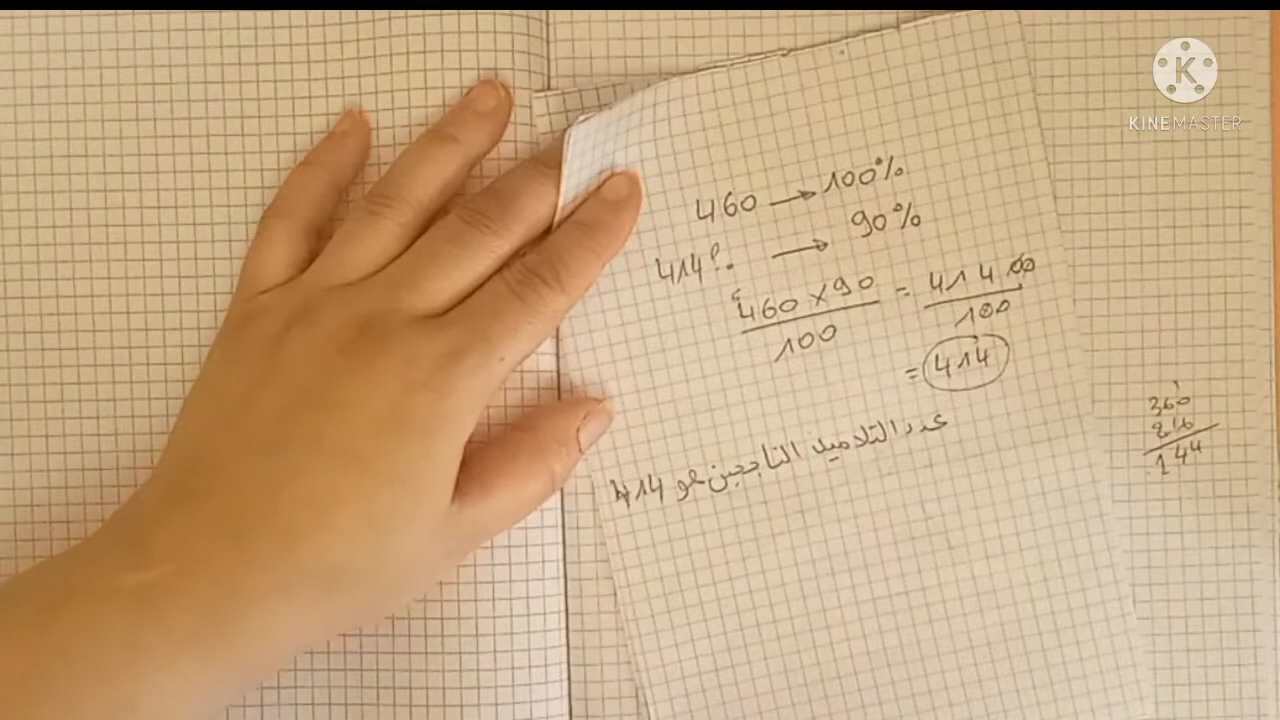 460 → 100%
414? → 90%
460 x 90 / 100 = 41400 / 100
= 414
عدد التلاميذ الناجحين هو 414
360
216
144
KINEMASTER